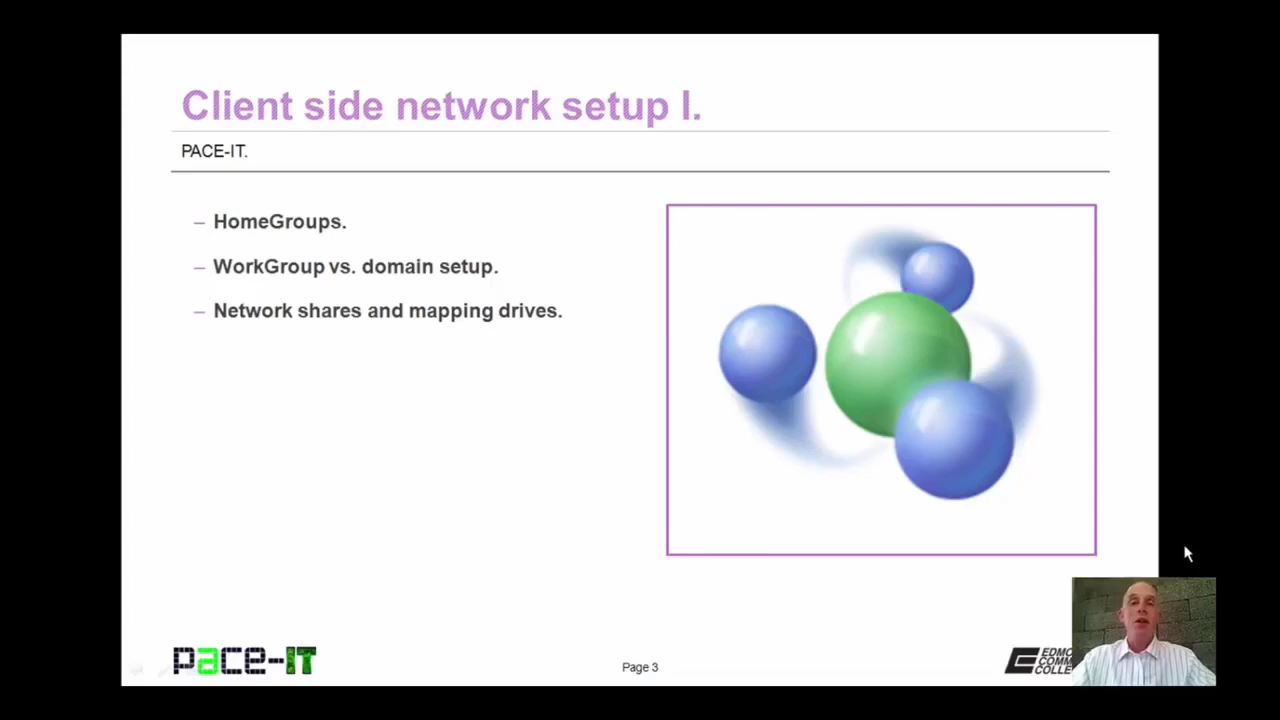 Client side network setup I.
PACE-IT.
– HomeGroups.
– WorkGroup vs. domain setup.
– Network shares and mapping drives.
pace-IT
Page 3